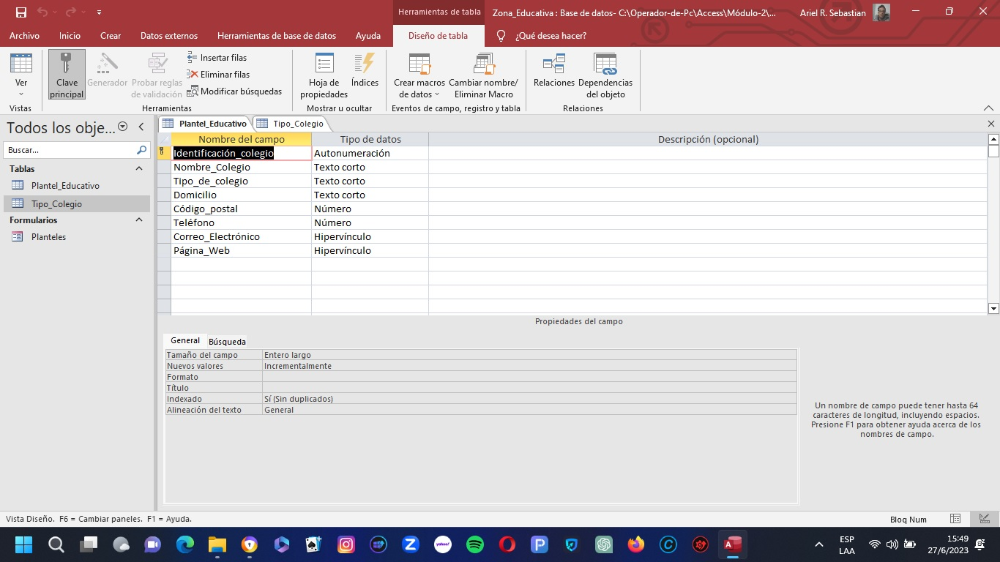 Herramientas de tabla
Zona_Educativa : Base de datos- C:\Operador-de-Pc\Access\Módulo-2\...
Ariel R. Sebastian
Archivo
Inicio
Crear
Datos externos
Herramientas de base de datos
Ayuda
Diseño de tabla
¿Qué desea hacer?
Ver
Clave principal
Generador
Probar reglas de validación
Insertar filas
Eliminar filas
Modificar búsquedas
Hoja de propiedades
Índices
Crear macros de datos
Cambiar nombre/ Eliminar Macro
Relaciones
Dependencias del objeto
Vistas
Herramientas
Mostrar u ocultar
Eventos de campo, registro y tabla
Relaciones
Todos los obje...
Buscar...
Tablas
Plantel_Educativo
Tipo_Colegio
Formularios
Planteles
Plantel_Educativo
Tipo_Colegio
Nombre del campo Tipo de datos Descripción (opcional)
Identificación_colegio Autonumeración
Nombre_Colegio Texto corto
Tipo_de_colegio Texto corto
Domicilio Texto corto
Código_postal Número
Teléfono Número
Correo_Electrónico Hipervínculo
Página_Web Hipervínculo
Propiedades del campo
General Búsqueda
Tamaño del campo Entero largo
Nuevos valores Incrementalmente
Formato
Título
Indexado Sí (Sin duplicados)
Alineación del texto General
Un nombre de campo puede tener hasta 64
caracteres de longitud, incluyendo espacios.
Presione F1 para obtener ayuda acerca de los
nombres de campo.
Vista Diseño. F6 = Cambiar paneles. F1 = Ayuda.
Bloq Num
yahoo!
ESP
LAA
15:49
27/6/2023